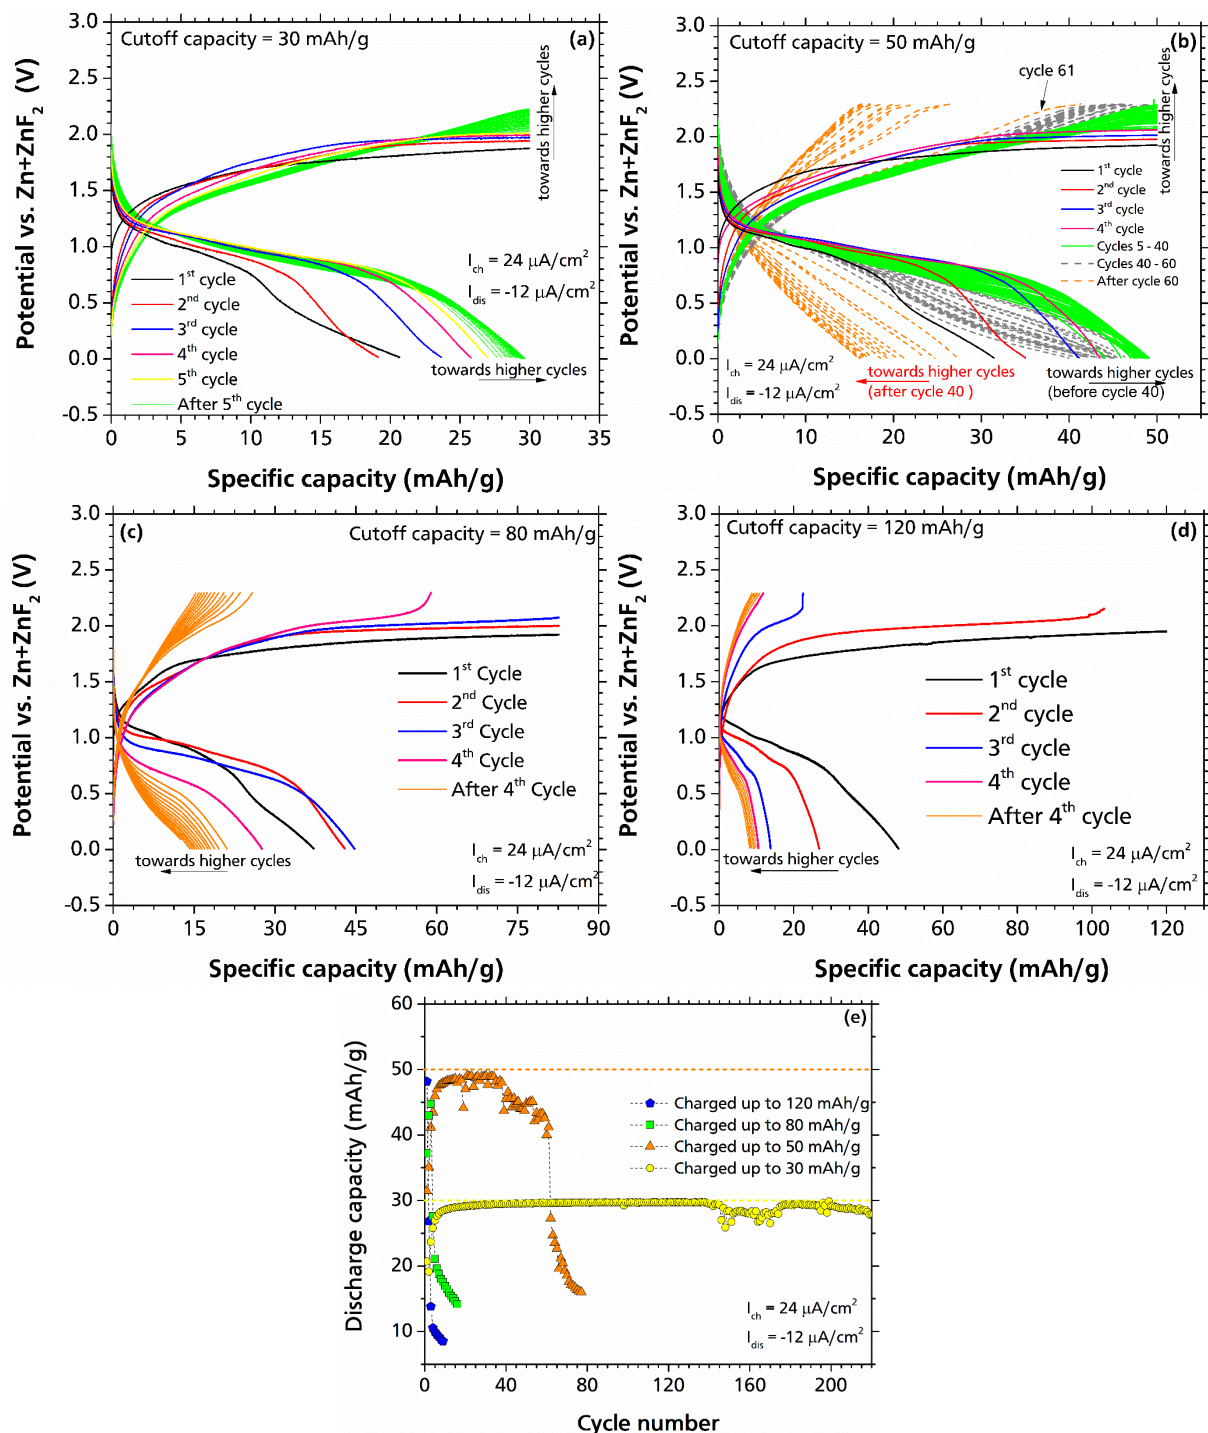 Cutoff capacity = 30 mAh/g
(a)
Potential vs. Zn+ZnF₂ (V)
3.0
2.5
2.0
1.5
1.0
0.5
0.0
-0.5
towards higher cycles
I_ch = 24 μA/cm²
I_dis = -12 μA/cm²
1ˢᵗ cycle
2ⁿᵈ cycle
3ʳᵈ cycle
4ᵗʰ cycle
5ᵗʰ cycle
After 5ᵗʰ cycle
towards higher cycles
0 5 10 15 20 25 30 35
Specific capacity (mAh/g)
Cutoff capacity = 50 mAh/g
(b)
Potential vs. Zn+ZnF₂ (V)
3.0
2.5
2.0
1.5
1.0
0.5
0.0
-0.5
cycle 61
towards higher cycles
1ˢᵗ cycle
2ⁿᵈ cycle
3ʳᵈ cycle
4ᵗʰ cycle
Cycles 5 - 40
Cycles 40 - 60
After cycle 60
I_ch = 24 μA/cm²
I_dis = -12 μA/cm²
towards higher cycles
(after cycle 40 )
towards higher cycles
(before cycle 40)
0 10 20 30 40 50
Specific capacity (mAh/g)
(c)
Cutoff capacity = 80 mAh/g
Potential vs. Zn+ZnF₂ (V)
3.0
2.5
2.0
1.5
1.0
0.5
0.0
-0.5
1ˢᵗ Cycle
2ⁿᵈ Cycle
3ʳᵈ Cycle
4ᵗʰ Cycle
After 4ᵗʰ Cycle
towards higher cycles
I_ch = 24 μA/cm²
I_dis = -12 μA/cm²
0 15 30 45 60 75 90
Specific capacity (mAh/g)
Cutoff capacity = 120 mAh/g
(d)
Potential vs. Zn+ZnF₂ (V)
3.0
2.5
2.0
1.5
1.0
0.5
0.0
-0.5
1ˢᵗ cycle
2ⁿᵈ cycle
3ʳᵈ cycle
4ᵗʰ cycle
After 4ᵗʰ cycle
towards higher cycles
I_ch = 24 μA/cm²
I_dis = -12 μA/cm²
0 20 40 60 80 100 120
Specific capacity (mAh/g)
(e)
Discharge capacity (mAh/g)
60
50
40
30
20
10
Charged up to 120 mAh/g
Charged up to 80 mAh/g
Charged up to 50 mAh/g
Charged up to 30 mAh/g
I_ch = 24 μA/cm²
I_dis = -12 μA/cm²
0 40 80 120 160 200
Cycle number